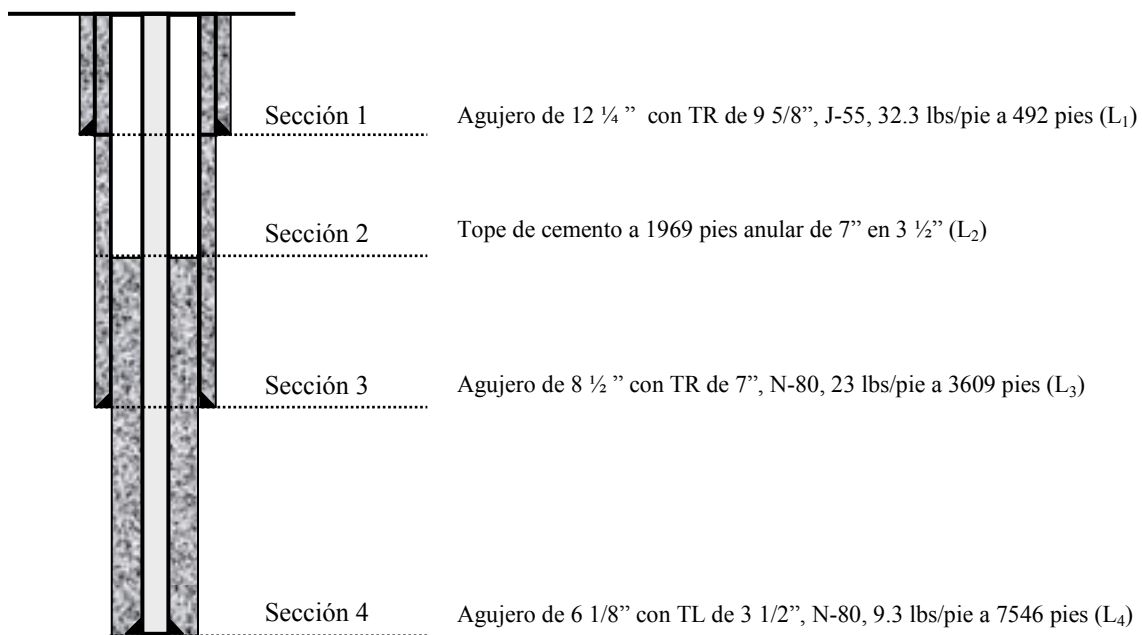 Sección 1 Agujero de 12 ¼ ” con TR de 9 5/8”, J-55, 32.3 lbs/pie a 492 pies (L₁)
Sección 2 Tope de cemento a 1969 pies anular de 7” en 3 ½” (L₂)
Sección 3 Agujero de 8 ½ ” con TR de 7”, N-80, 23 lbs/pie a 3609 pies (L₃)
Sección 4 Agujero de 6 1/8” con TL de 3 1/2”, N-80, 9.3 lbs/pie a 7546 pies (L₄)